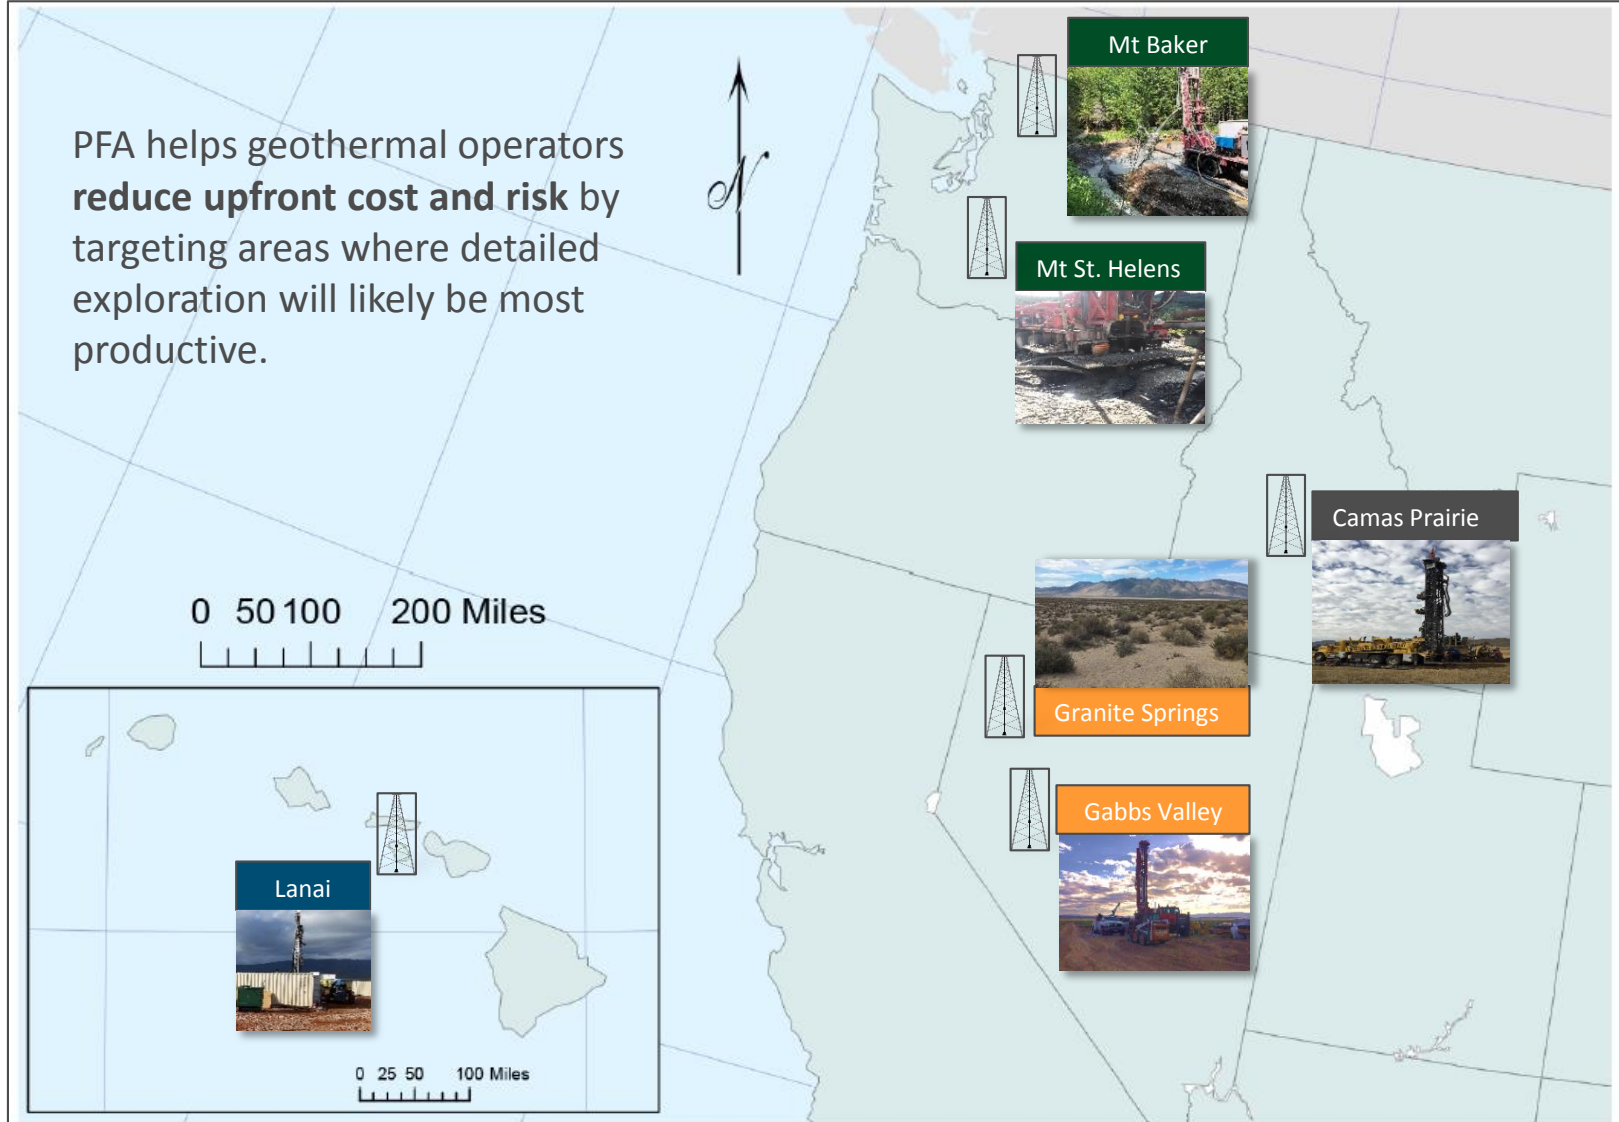 Mt Baker
PFA helps geothermal operators
reduce upfront cost and risk by
targeting areas where detailed
exploration will likely be most
productive.
N
Mt St. Helens
Camas Prairie
0 50 100 200 Miles
Granite Springs
Gabbs Valley
Lanai
0 25 50 100 Miles